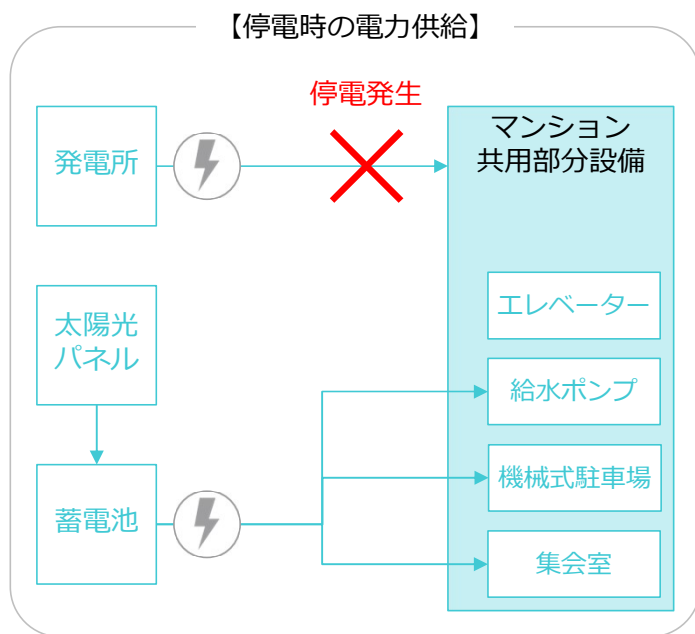 【停電時の電力供給】
停電発生
発電所
マンション
共用部分設備
エレベーター
太陽光
パネル
給水ポンプ
機械式駐車場
蓄電池
集会室